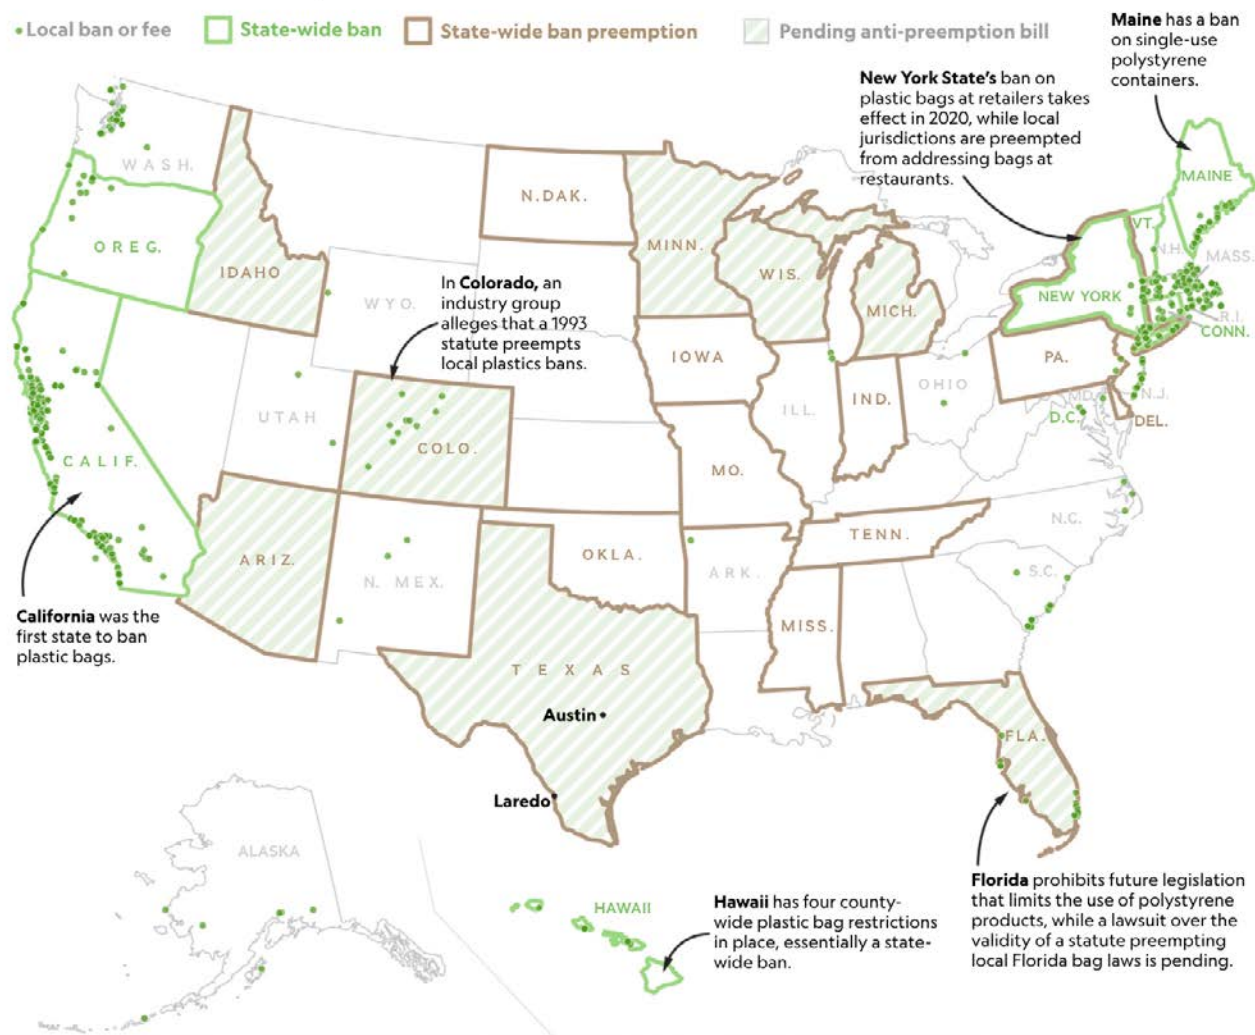 Local ban or fee
State-wide ban
State-wide ban preemption
Pending anti-preemption bill
Maine has a ban
on single-use
polystyrene
containers.
New York State's ban on
plastic bags at retailers takes
effect in 2020, while local
jurisdictions are preempted
from addressing bags at
restaurants.
WASH.
OREG.
IDAHO
WYO.
N.DAK.
MINN.
WIS.
MICH.
MAINE
VT.
N.H.
MASS.
NEW YORK
R.I.
CONN.
In Colorado, an
industry group
alleges that a 1993
statute preempts
local plastics bans.
IOWA
PA.
OHIO
N.J.
MD.
D.C.
DEL.
ILL.
IND.
UTAH
COLO.
CALIF.
MO.
N.C.
TENN.
ARIZ.
N. MEX.
OKLA.
ARK.
S.C.
MISS.
California was the
first state to ban
plastic bags.
TEXAS
Austin
Laredo
FLA.
ALASKA
HAWAII
Hawaii has four county-
wide plastic bag restrictions
in place, essentially a state-
wide ban.
Florida prohibits future legislation
that limits the use of polystyrene
products, while a lawsuit over the
validity of a statute preempting
local Florida bag laws is pending.